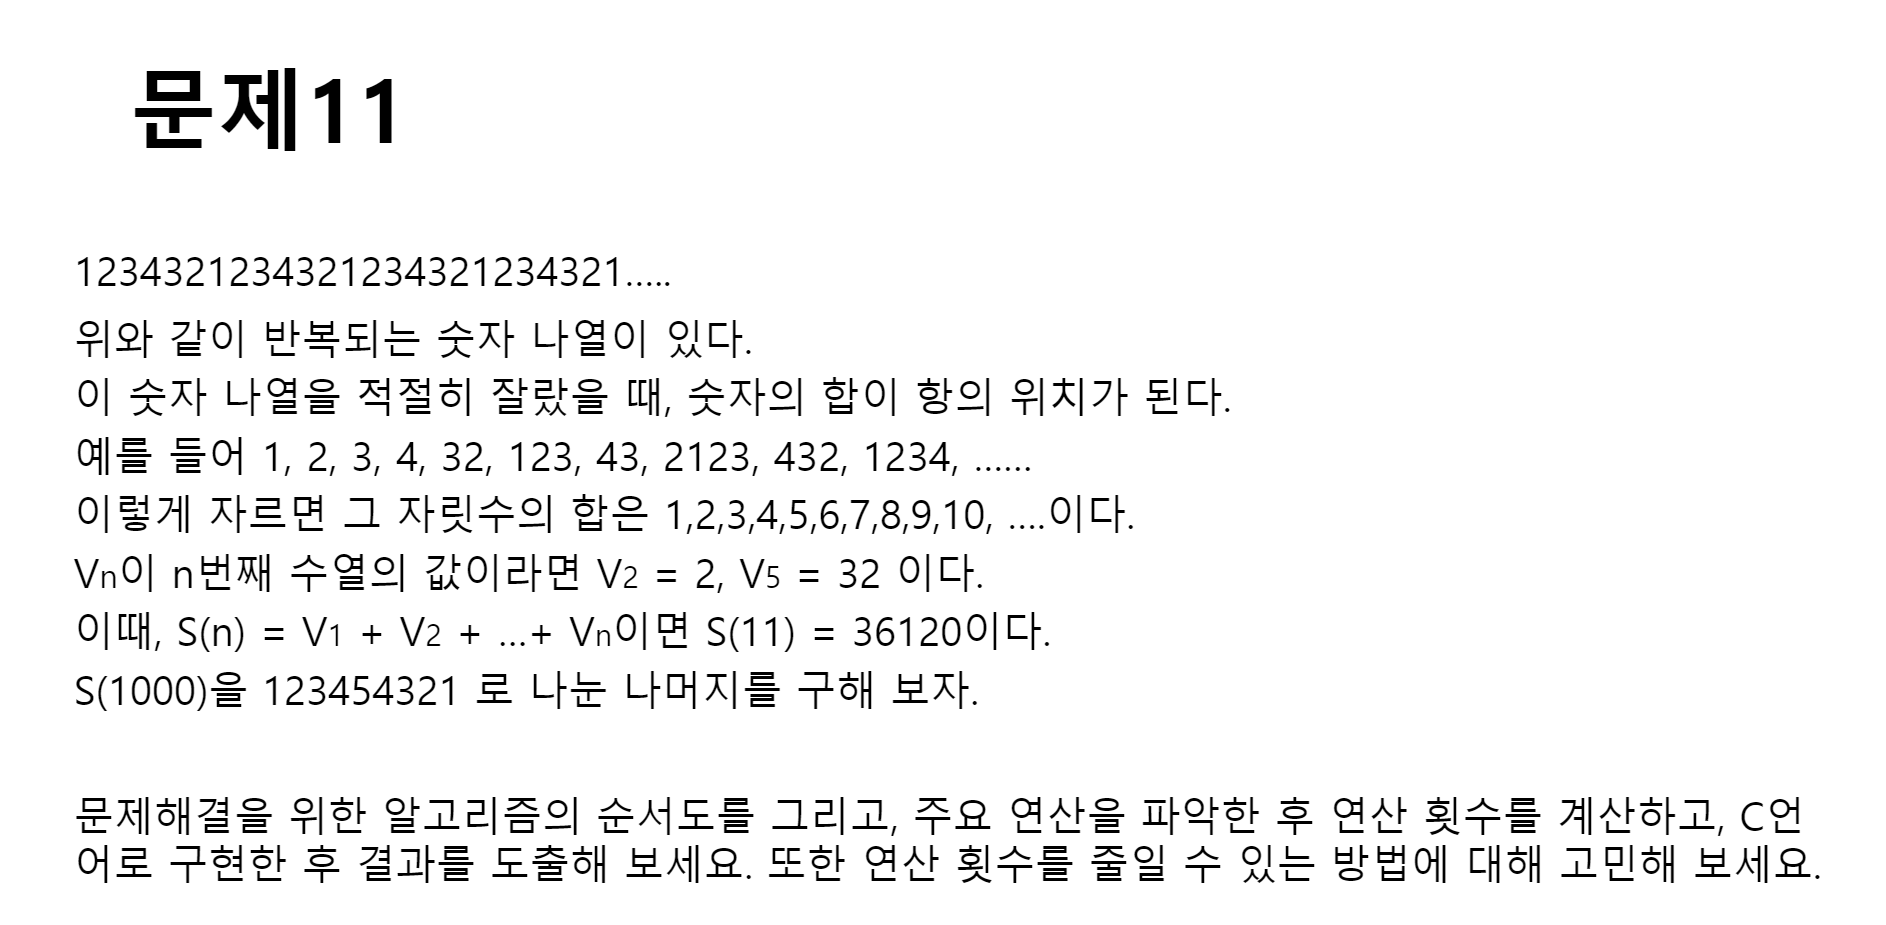 문제11
1234321234321234321234321.....
위와 같이 반복되는 숫자 나열이 있다.
이 숫자 나열을 적절히 잘랐을 때, 숫자의 합이 항의 위치가 된다.
예를 들어 1, 2, 3, 4, 32, 123, 43, 2123, 432, 1234, ......
이렇게 자르면 그 자릿수의 합은 1,2,3,4,5,6,7,8,9,10, ....이다.
Vn이 n번째 수열의 값이라면 V2 = 2, V5 = 32 이다.
이때, S(n) = V1 + V2 + ...+ Vn이면 S(11) = 36120이다.
S(1000)을 123454321 로 나눈 나머지를 구해 보자.
문제해결을 위한 알고리즘의 순서도를 그리고, 주요 연산을 파악한 후 연산 횟수를 계산하고, C언
어로 구현한 후 결과를 도출해 보세요. 또한 연산 횟수를 줄일 수 있는 방법에 대해 고민해 보세요.